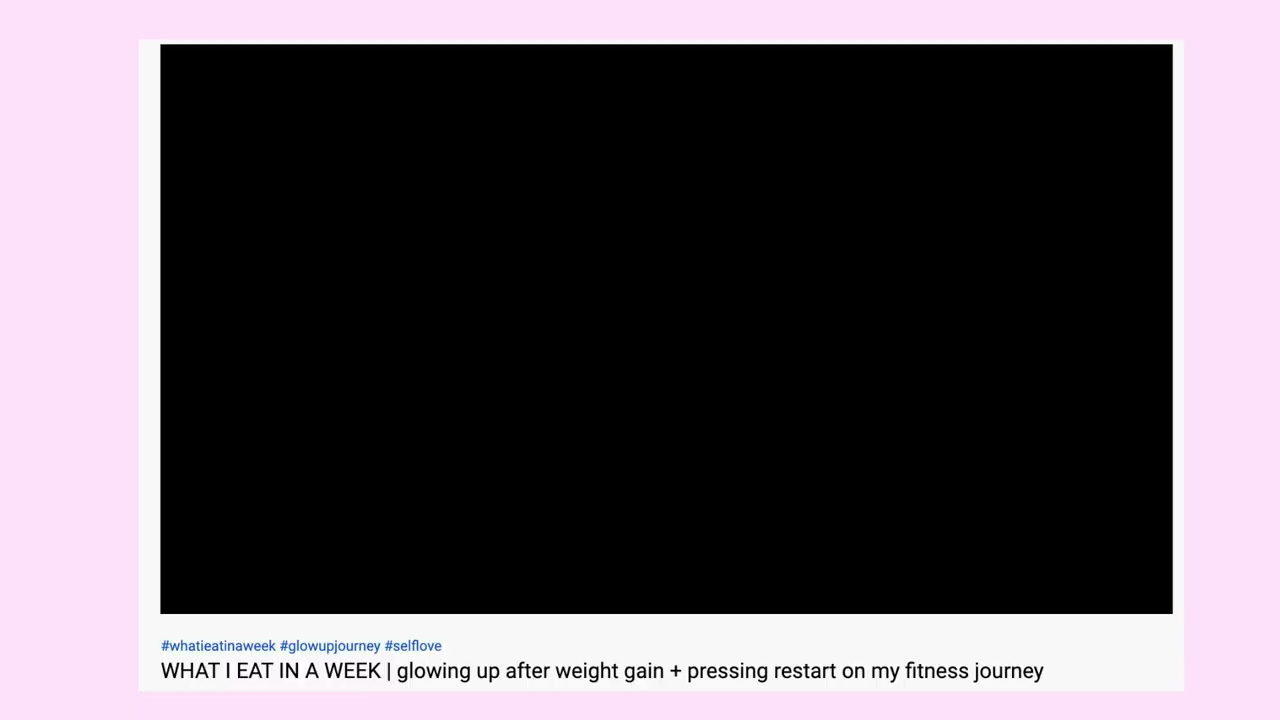 #whatieatinaweek #glowupjourney #selflove
WHAT I EAT IN A WEEK | glowing up after weight gain + pressing restart on my fitness journey